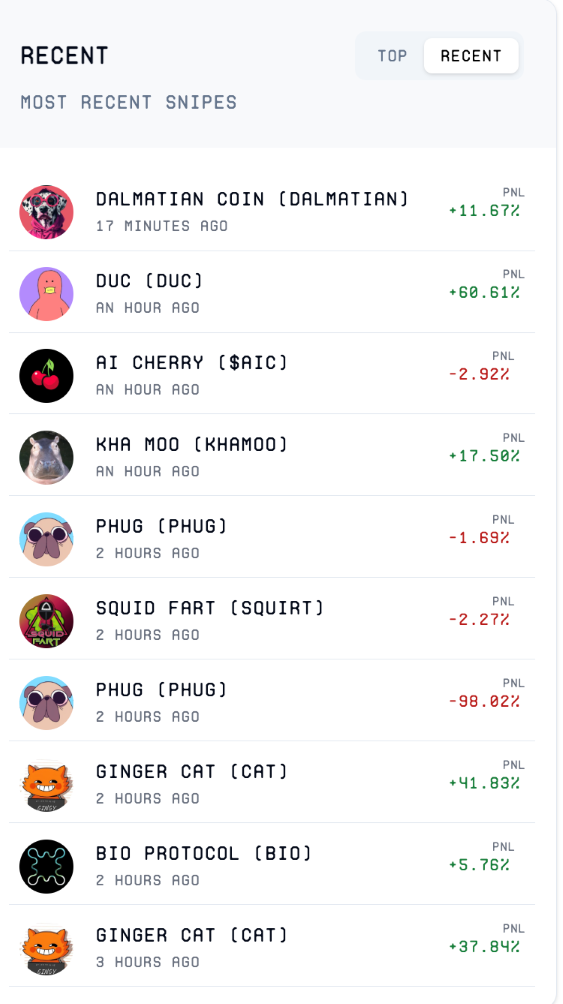 RECENT
TOP
RECENT
MOST RECENT SNIPES
DALMATIAN COIN (DALMATIAN)
PNL
17 MINUTES AGO
+11.67%
DUC (DUC)
PNL
AN HOUR AGO
+60.61%
AI CHERRY ($AIC)
PNL
AN HOUR AGO
-2.92%
KHA MOO (KHAMOO)
PNL
AN HOUR AGO
+17.50%
PHUG (PHUG)
PNL
2 HOURS AGO
-1.69%
SQUID FART (SQUIRT)
PNL
2 HOURS AGO
-2.27%
SQUID
FART
PHUG (PHUG)
PNL
2 HOURS AGO
-98.02%
GINGER CAT (CAT)
PNL
2 HOURS AGO
+41.83%
GINGY
BIO PROTOCOL (BIO)
PNL
2 HOURS AGO
+5.76%
GINGER CAT (CAT)
PNL
3 HOURS AGO
+37.84%
GINGY